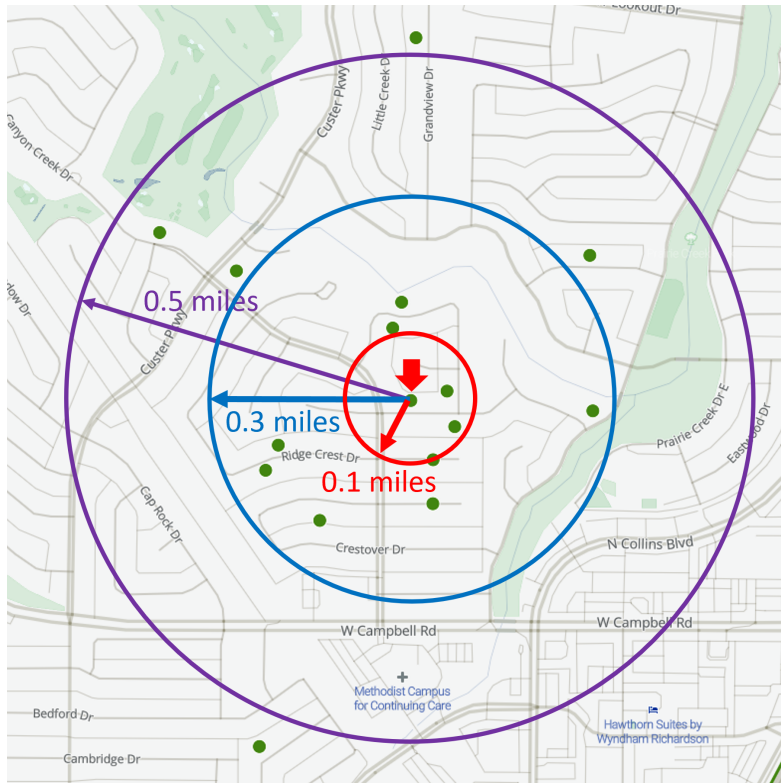 Lookout Dr
Custer Pkwy
Little Creek D
Grandview Dr
Canyon Creek Dr
dow Dr
0.5 miles
Custer Pkwy
0.3 miles
Prairie Creek Dr E
Eastwood Dr
Ridge Crest Dr
0.1 miles
Cap Rock Dr
Crestover Dr
N Collins Blvd
W Campbell Rd
W Campbell Rd
Methodist Campus
for Continuing Care
Bedford Dr
Hawthorn Suites by
Wyndham Richardson
Cambridge Dr